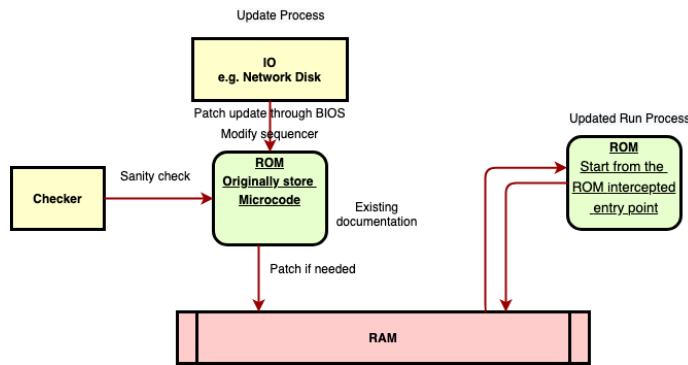 Update Process
IO
e.g. Network Disk
Patch update through BIOS
Modify sequencer
Updated Run Process
ROM
Originally store
Microcode
ROM
Start from the
ROM intercepted
entry point
Sanity check
Checker
Existing
documentation
Patch if needed
RAM